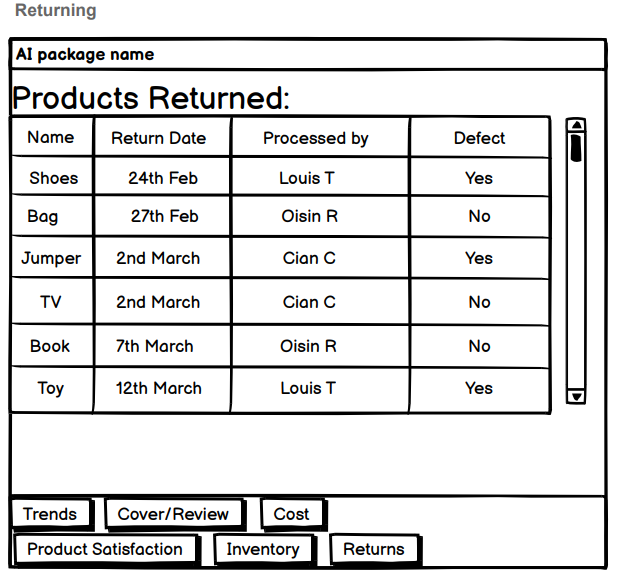 Returning
AI package name
Products Returned:
Name Return Date Processed by Defect
Shoes 24th Feb Louis T Yes
Bag 27th Feb Oisin R No
Jumper 2nd March Cian C Yes
TV 2nd March Cian C No
Book 7th March Oisin R No
Toy 12th March Louis T Yes
Trends Cover/Review Cost
Product Satisfaction Inventory Returns